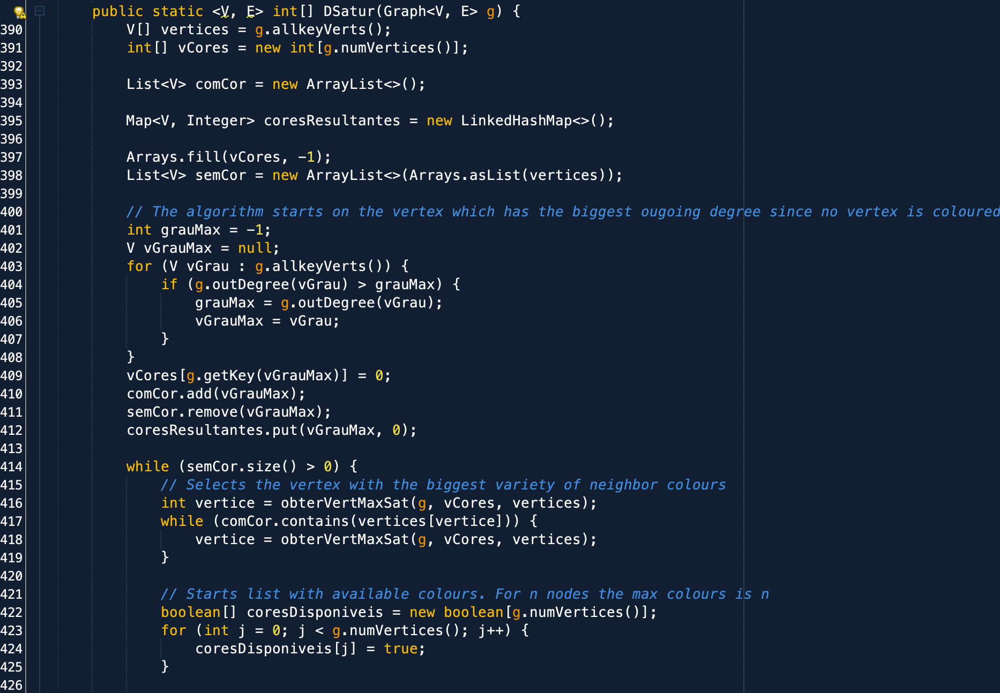 public static <V, E> int[] DSatur(Graph<V, E> g) {
390 V[] vertices = g.allkeyVerts();
391 int[] vCores = new int[g.numVertices()];
392
393 List<V> comCor = new ArrayList<>();
394
395 Map<V, Integer> coresResultantes = new LinkedHashMap<>();
396
397 Arrays.fill(vCores, -1);
398 List<V> semCor = new ArrayList<>(Arrays.asList(vertices));
399
400 // The algorithm starts on the vertex which has the biggest ougoing degree since no vertex is coloured
401 int grauMax = -1;
402 V vGrauMax = null;
403 for (V vGrau : g.allkeyVerts()) {
404 if (g.outDegree(vGrau) > grauMax) {
405 grauMax = g.outDegree(vGrau);
406 vGrauMax = vGrau;
407 }
408 }
409 vCores[g.getKey(vGrauMax)] = 0;
410 comCor.add(vGrauMax);
411 semCor.remove(vGrauMax);
412 coresResultantes.put(vGrauMax, 0);
413
414 while (semCor.size() > 0) {
415 // Selects the vertex with the biggest variety of neighbor colours
416 int vertice = obterVertMaxSat(g, vCores, vertices);
417 while (comCor.contains(vertices[vertice])) {
418 vertice = obterVertMaxSat(g, vCores, vertices);
419 }
420
421 // Starts list with available colours. For n nodes the max colours is n
422 boolean[] coresDisponiveis = new boolean[g.numVertices()];
423 for (int j = 0; j < g.numVertices(); j++) {
424 coresDisponiveis[j] = true;
425 }
426